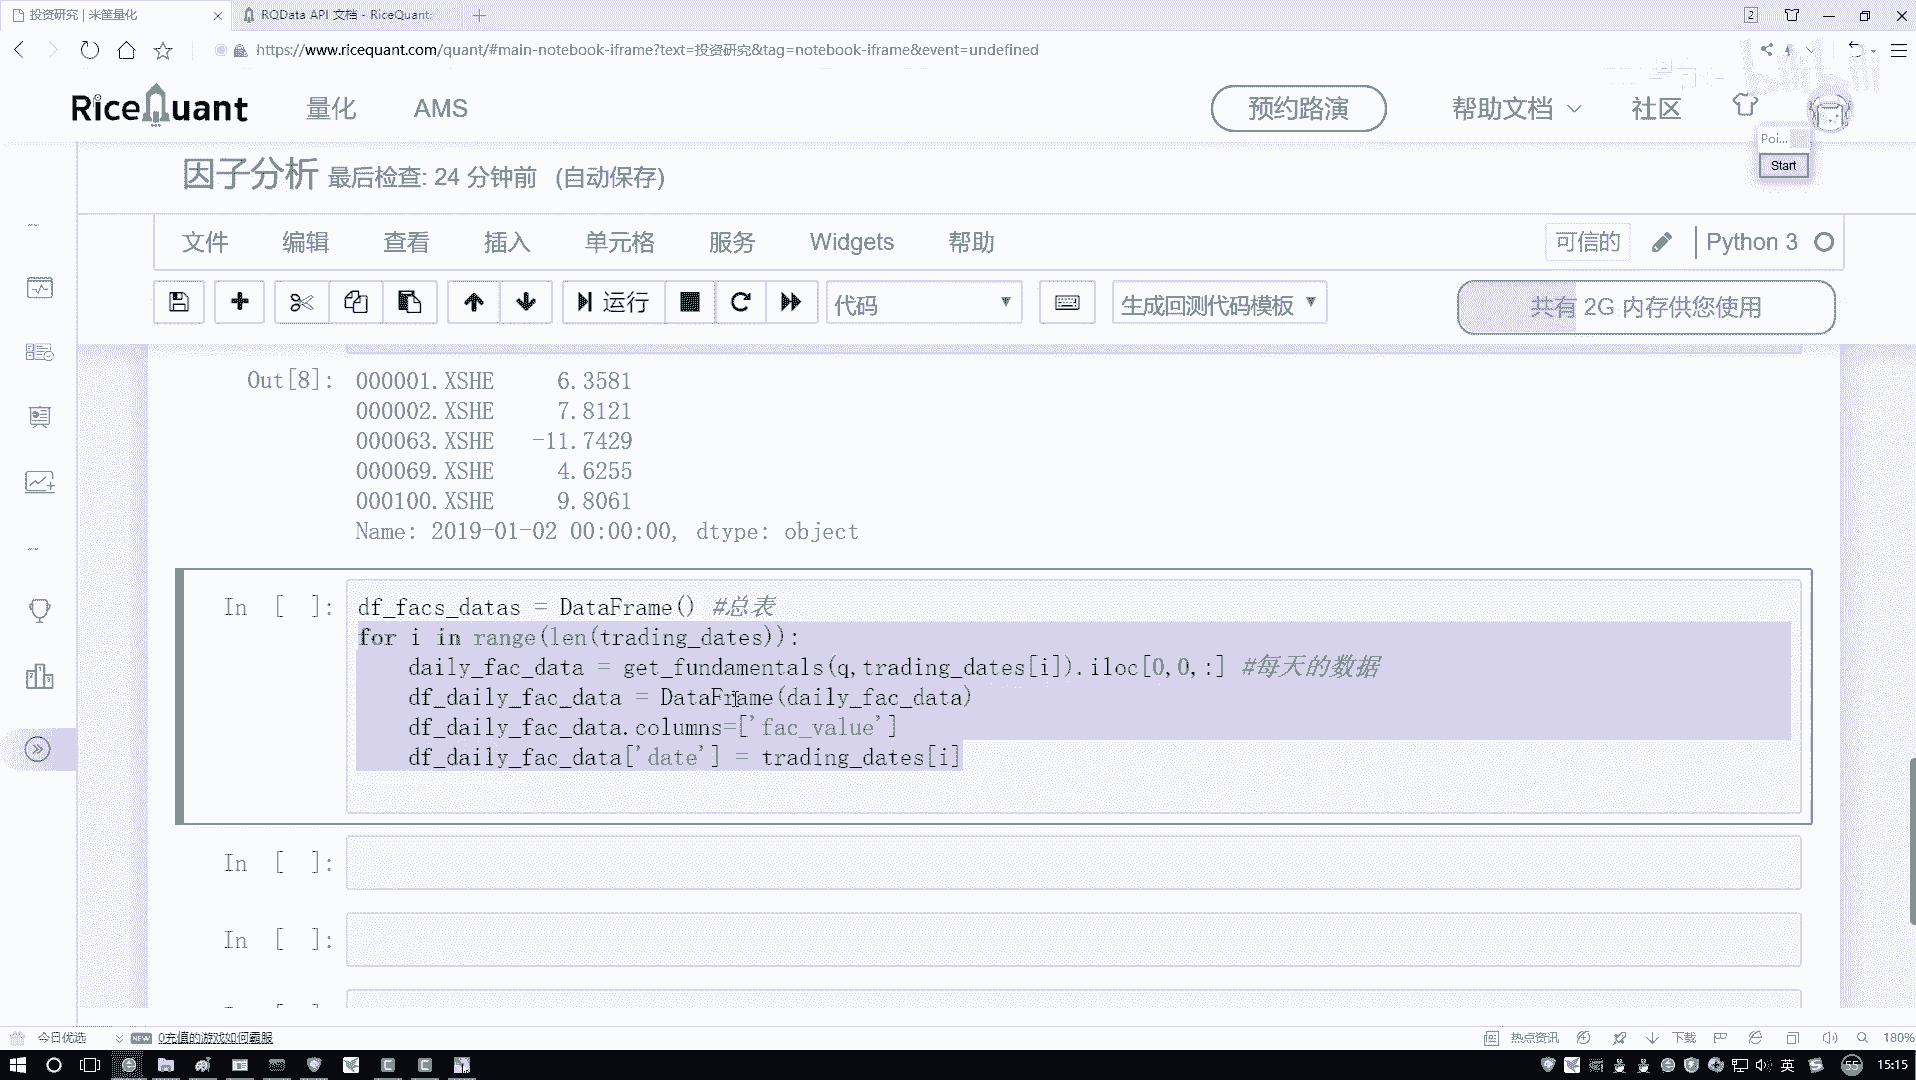 投资研究 | 米筐量化
RQData API 文档 - RiceQuant
2
https://www.ricequant.com/quant/#main-notebook-iframe?text=投资研究&tag=notebook-iframe&event=undefined
RiceQuant
量化
AMS
预约路演
帮助文档
社区
Poi...
Start
因子分析 最后检查: 24 分钟前 (自动保存)
文件
编辑
查看
插入
单元格
服务
Widgets
帮助
可信的
Python 3
运行
代码
生成回测代码模板
共有 2G 内存供您使用
Out[8]:
000001.XSHE 6.3581
000002.XSHE 7.8121
000063.XSHE -11.7429
000069.XSHE 4.6255
000100.XSHE 9.8061
Name: 2019-01-02 00:00:00, dtype: object
In [ ]:
df_facs_datas = DataFrame() #总表
for i in range(len(trading_dates)):
daily_fac_data = get_fundamentals(q,trading_dates[i]).iloc[0,0,:] #每天的数据
df_daily_fac_data = DataFrame(daily_fac_data)
df_daily_fac_data.columns=['fac_value']
df_daily_fac_data['date'] = trading_dates[i]
In [ ]:
In [ ]:
今日优选
NEW
0充值的游戏如何霸服
热点资讯
下载
180%
英
55
15:15